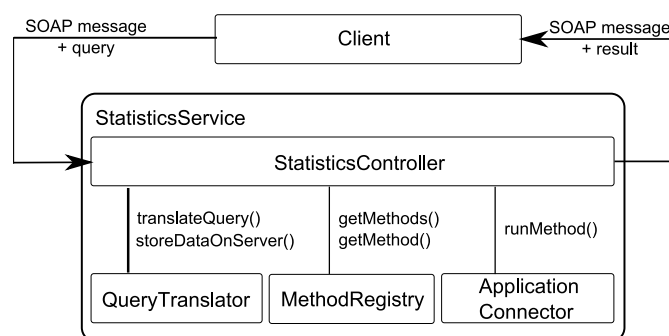 SOAP message
+ query
Client
SOAP message
+ result
StatisticsService
StatisticsController
translateQuery()
storeDataOnServer()
getMethods()
getMethod()
runMethod()
QueryTranslator
MethodRegistry
Application
Connector